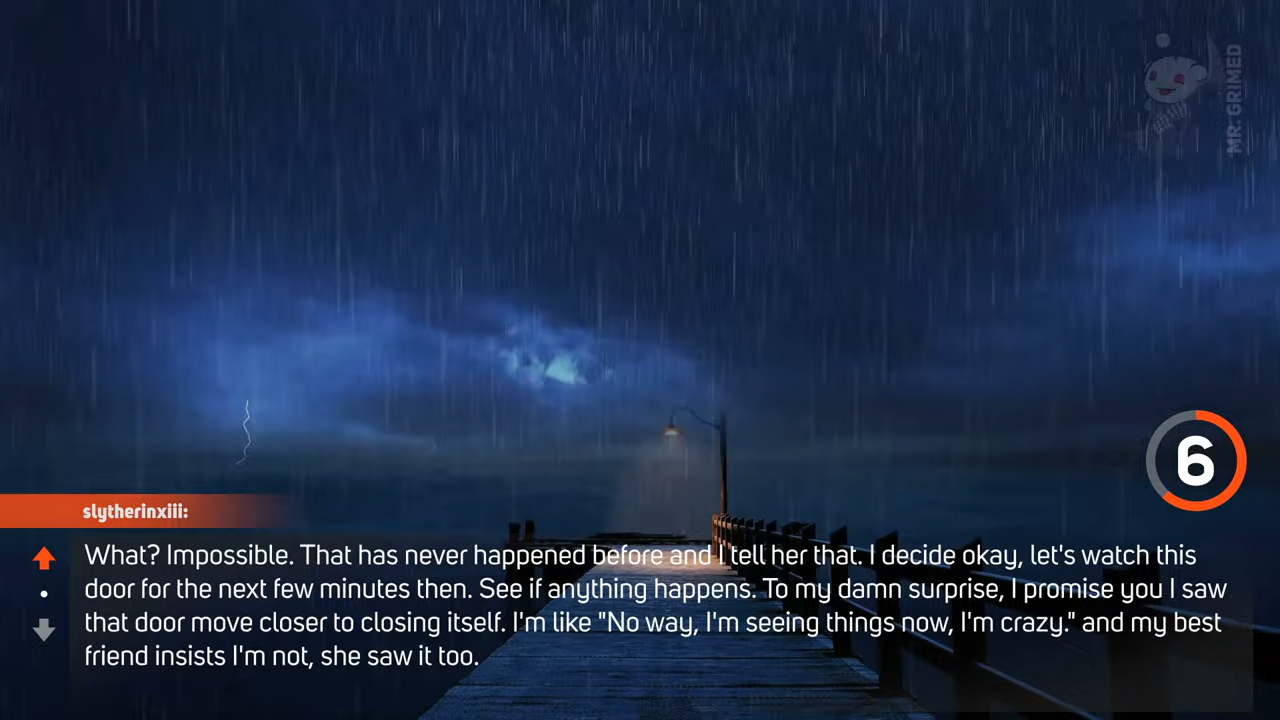 MR. GRIMED
6
slytherinxiii:
What? Impossible. That has never happened before and I tell her that. I decide okay, let's watch this
door for the next few minutes then. See if anything happens. To my damn surprise, I promise you I saw
that door move closer to closing itself. I'm like "No way, I'm seeing things now, I'm crazy." and my best
friend insists I'm not, she saw it too.